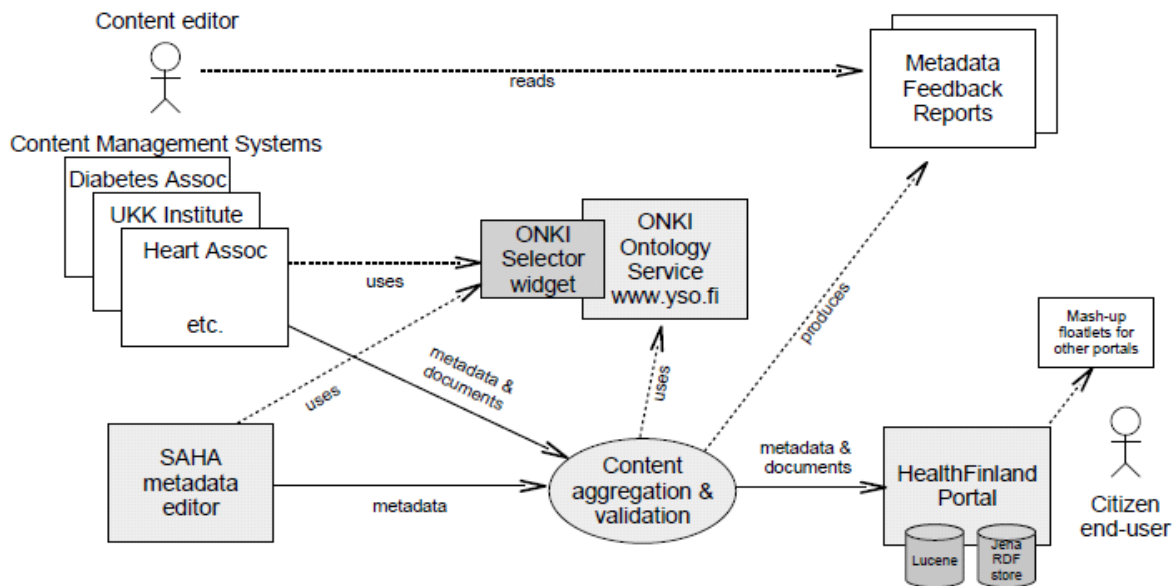 Content editor
reads
Metadata
Feedback
Reports
Content Management Systems
Diabetes Assoc
UKK Institute
Heart Assoc
etc.
uses
ONKI
Selector
widget
ONKI
Ontology
Service
www.yso.fi
produces
Mash-up
floatlets for
other portals
metadata &
documents
uses
uses
SAHA
metadata
editor
metadata
Content
aggregation &
validation
metadata &
documents
HealthFinland
Portal
Lucene
Jena
RDF
store
Citizen
end-user